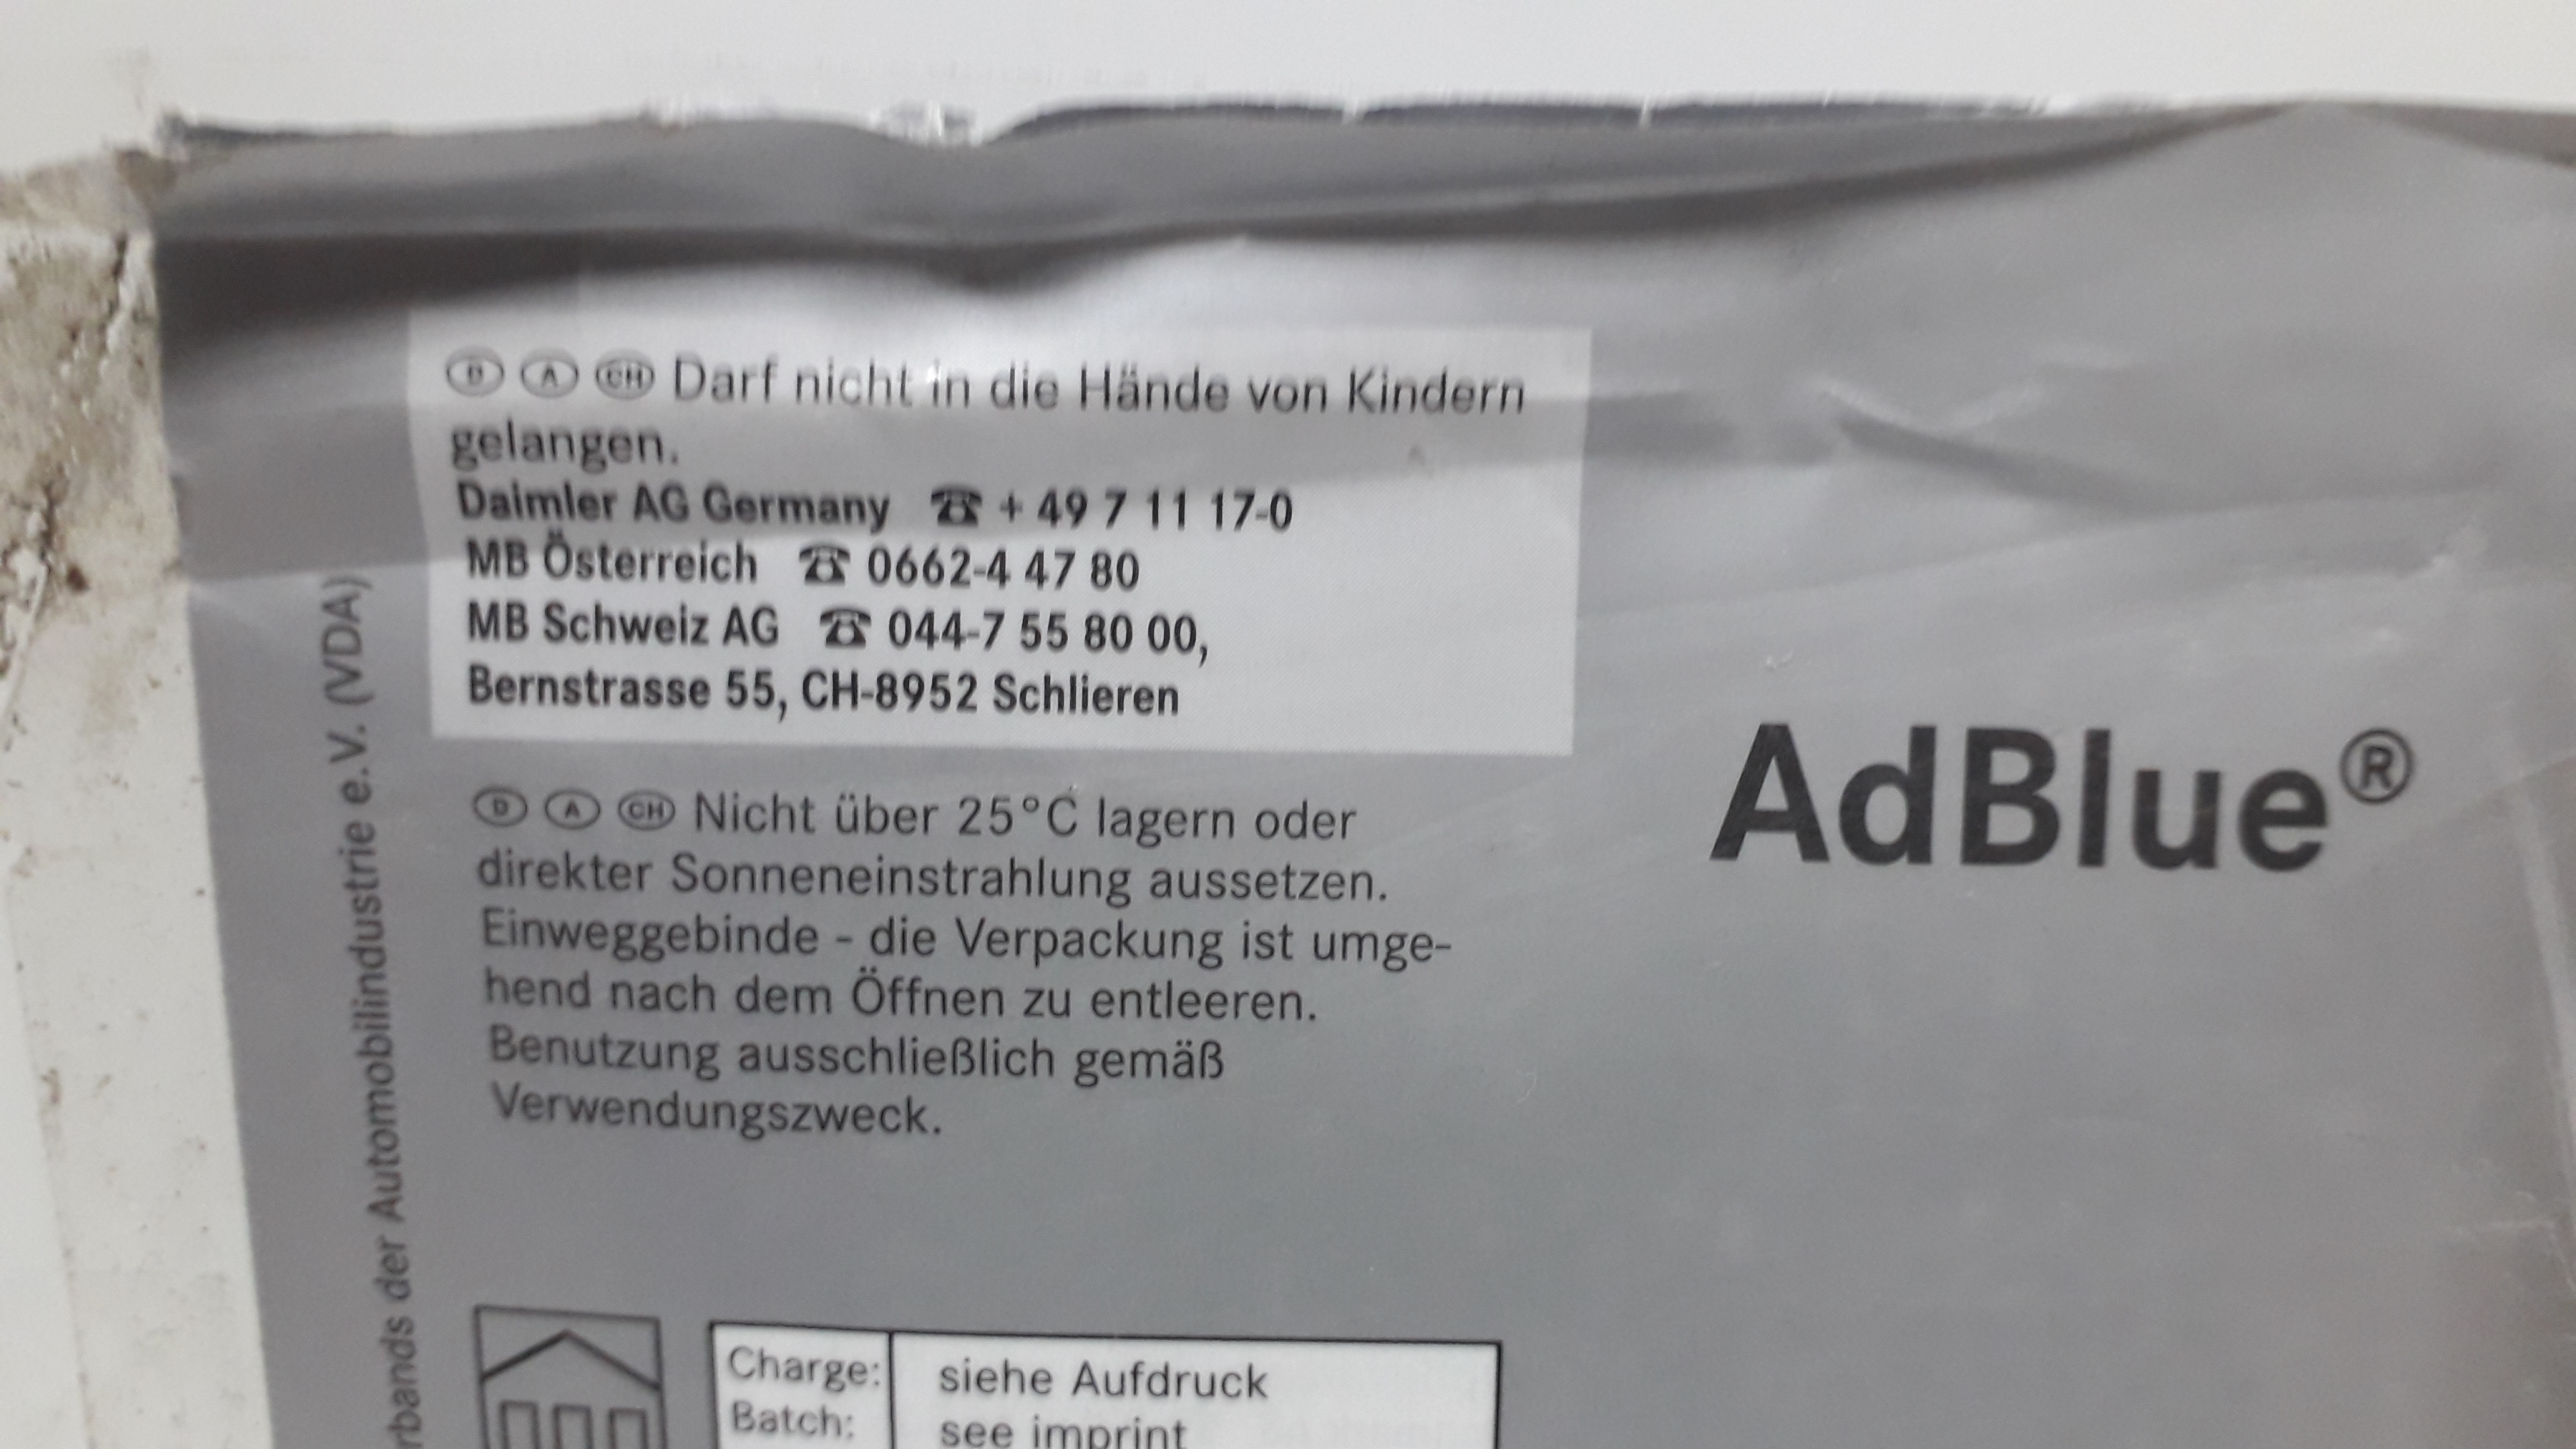 D A CH Darf nicht in die Hände von Kindern
gelangen.
Daimler AG Germany ☎ + 49 7 11 17-0
MB Österreich ☎ 0662-4 47 80
MB Schweiz AG ☎ 044-7 55 80 00,
Bernstrasse 55, CH-8952 Schlieren
D A CH Nicht über 25°C lagern oder
direkter Sonneneinstrahlung aussetzen.
Einweggebinde - die Verpackung ist umge-
hend nach dem Öffnen zu entleeren.
Benutzung ausschließlich gemäß
Verwendungszweck.
AdBlue®
rbands der Automobilindustrie e.V. (VDA)
Charge: siehe Aufdruck
Batch: see imprint